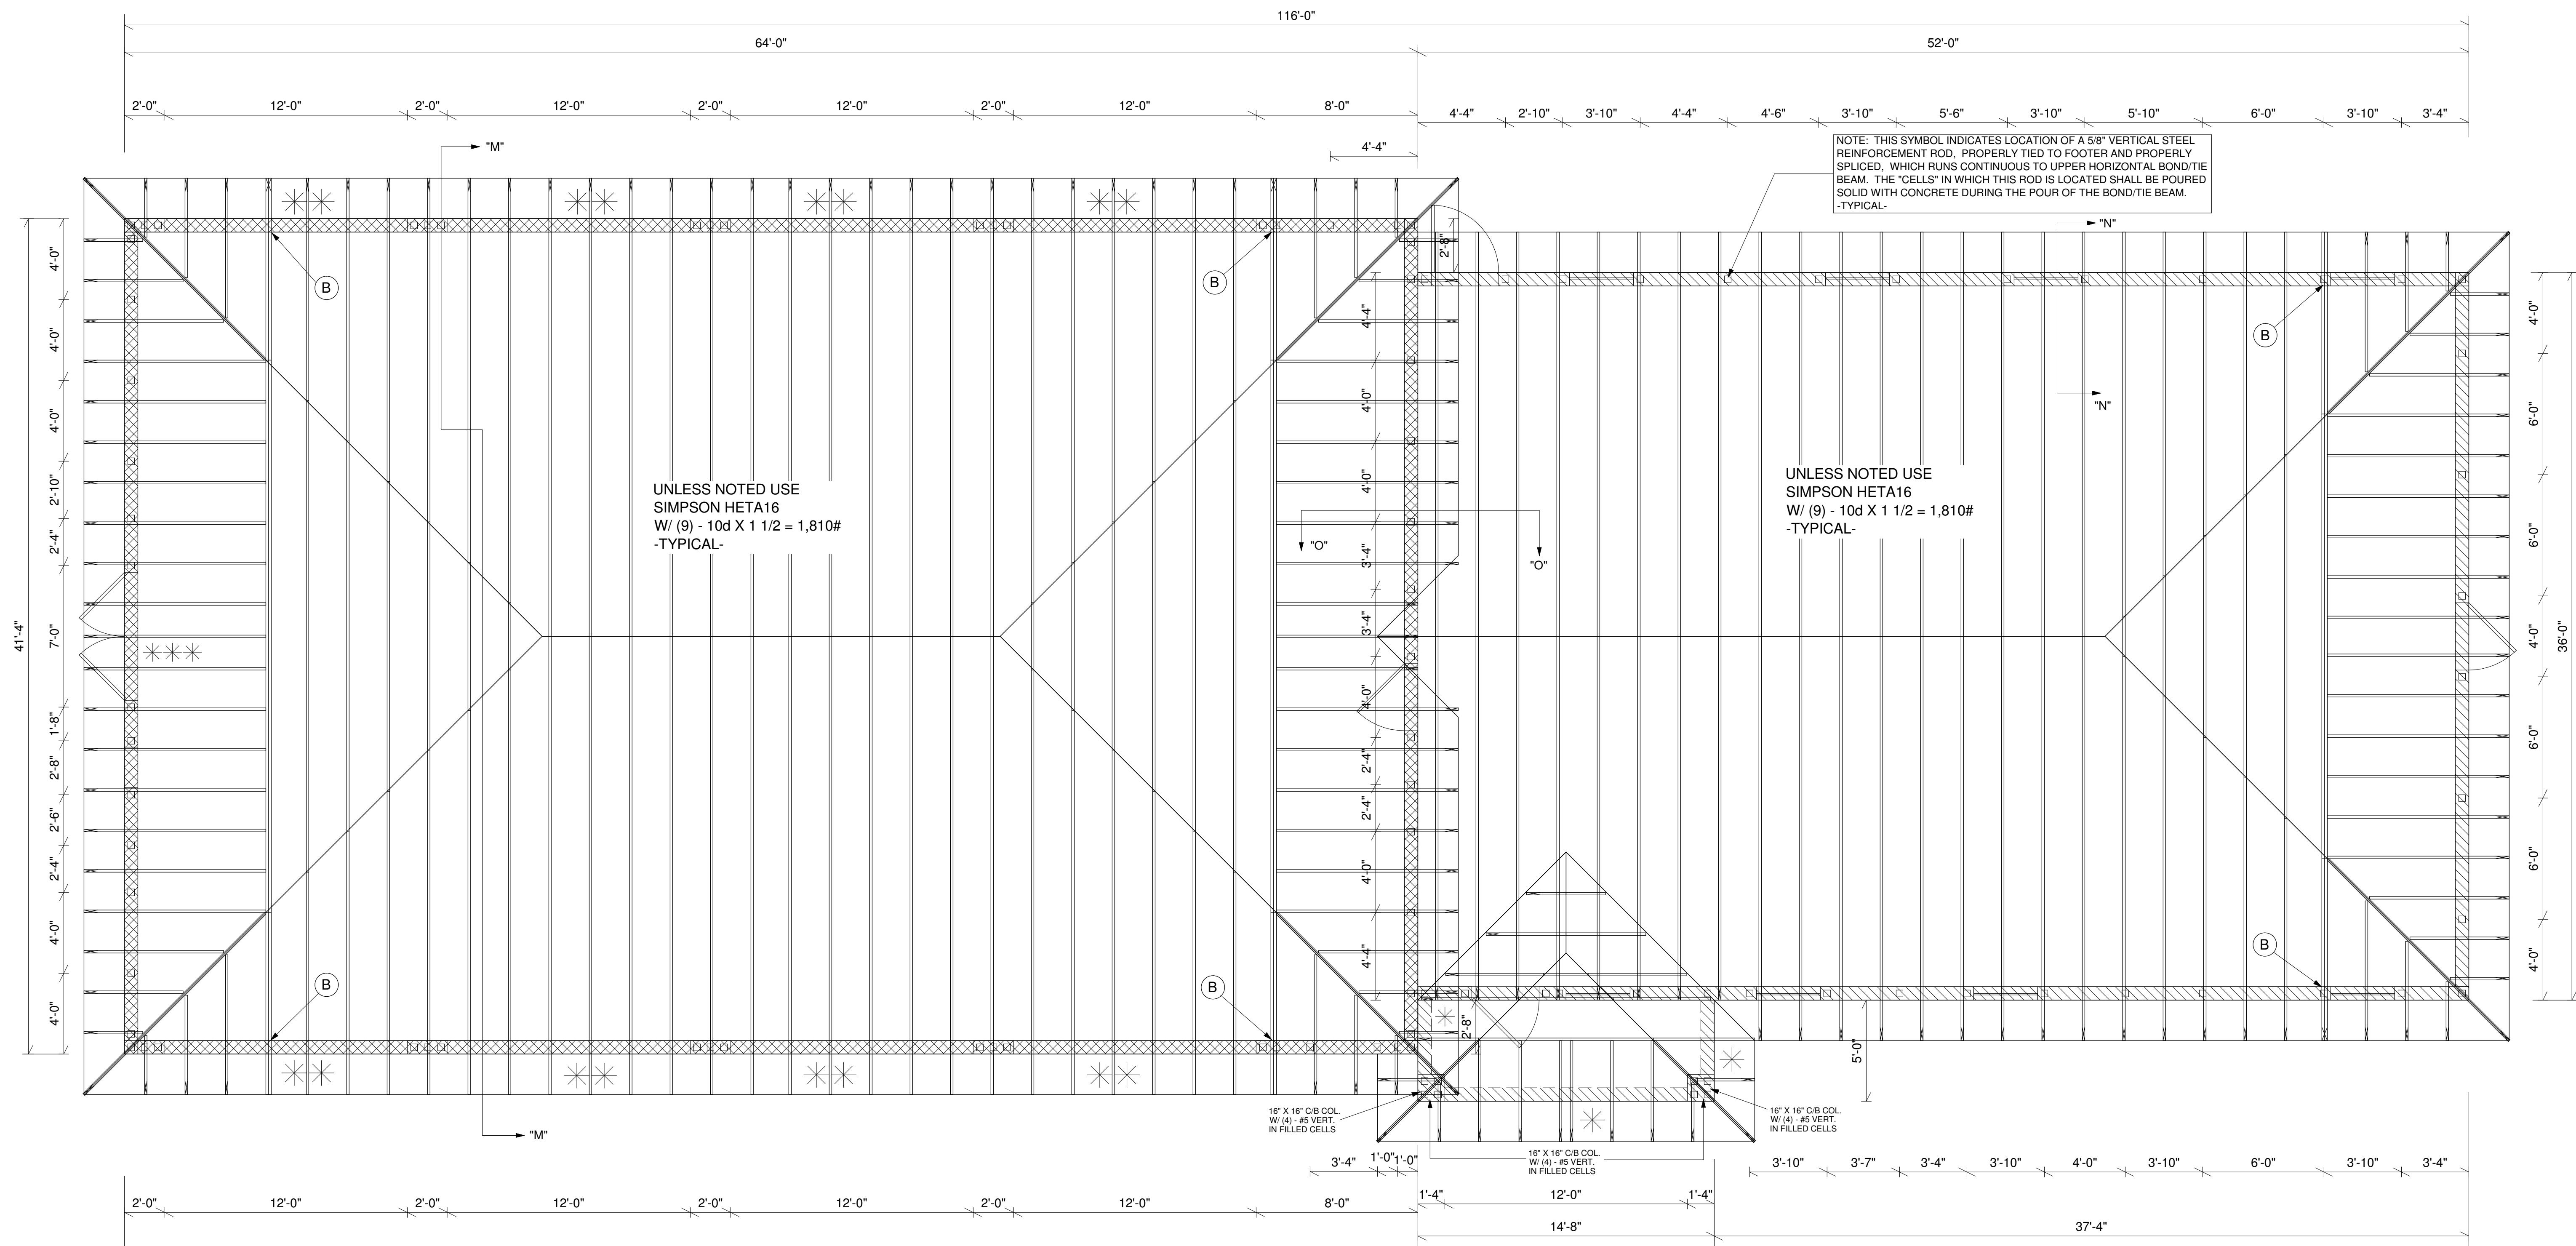 116'-0"
64'-0"
52'-0"
2'-0"
12'-0"
2'-0"
12'-0"
2'-0"
12'-0"
2'-0"
12'-0"
8'-0"
4'-4"
2'-10"
3'-10"
4'-4"
4'-6"
3'-10"
5'-6"
3'-10"
5'-10"
6'-0"
3'-10"
3'-4"
4'-4"
"M"
NOTE: THIS SYMBOL INDICATES LOCATION OF A 5/8" VERTICAL STEEL
REINFORCEMENT ROD, PROPERLY TIED TO FOOTER AND PROPERLY
SPLICED, WHICH RUNS CONTINUOUS TO UPPER HORIZONTAL BOND/TIE
BEAM. THE "CELLS" IN WHICH THIS ROD IS LOCATED SHALL BE POURED
SOLID WITH CONCRETE DURING THE POUR OF THE BOND/TIE BEAM.
-TYPICAL-
"N"
"N"
B
B
B
41'-4"
4'-0"
4'-0"
4'-0"
2'-10"
2'-4"
7'-0"
1'-8"
2'-8"
2'-6"
2'-4"
4'-0"
4'-0"
UNLESS NOTED USE
SIMPSON HETA16
W/ (9) - 10d X 1 1/2 = 1,810#
-TYPICAL-
2'-8"
4'-4"
4'-0"
4'-0"
3'-4"
3'-4"
4'-0"
2'-4"
2'-4"
4'-0"
4'-4"
"O"
"O"
UNLESS NOTED USE
SIMPSON HETA16
W/ (9) - 10d X 1 1/2 = 1,810#
-TYPICAL-
4'-0"
6'-0"
6'-0"
4'-0"
6'-0"
6'-0"
4'-0"
36'-0"
B
B
B
2'-8"
5'-0"
"M"
16" X 16" C/B COL.
W/ (4) - #5 VERT.
IN FILLED CELLS
16" X 16" C/B COL.
W/ (4) - #5 VERT.
IN FILLED CELLS
16" X 16" C/B COL.
W/ (4) - #5 VERT.
IN FILLED CELLS
3'-4"
1'-0"
1'-0"
3'-10"
3'-7"
3'-4"
3'-10"
4'-0"
3'-10"
6'-0"
3'-10"
3'-4"
2'-0"
12'-0"
2'-0"
12'-0"
2'-0"
12'-0"
2'-0"
12'-0"
8'-0"
1'-4"
12'-0"
1'-4"
14'-8"
37'-4"